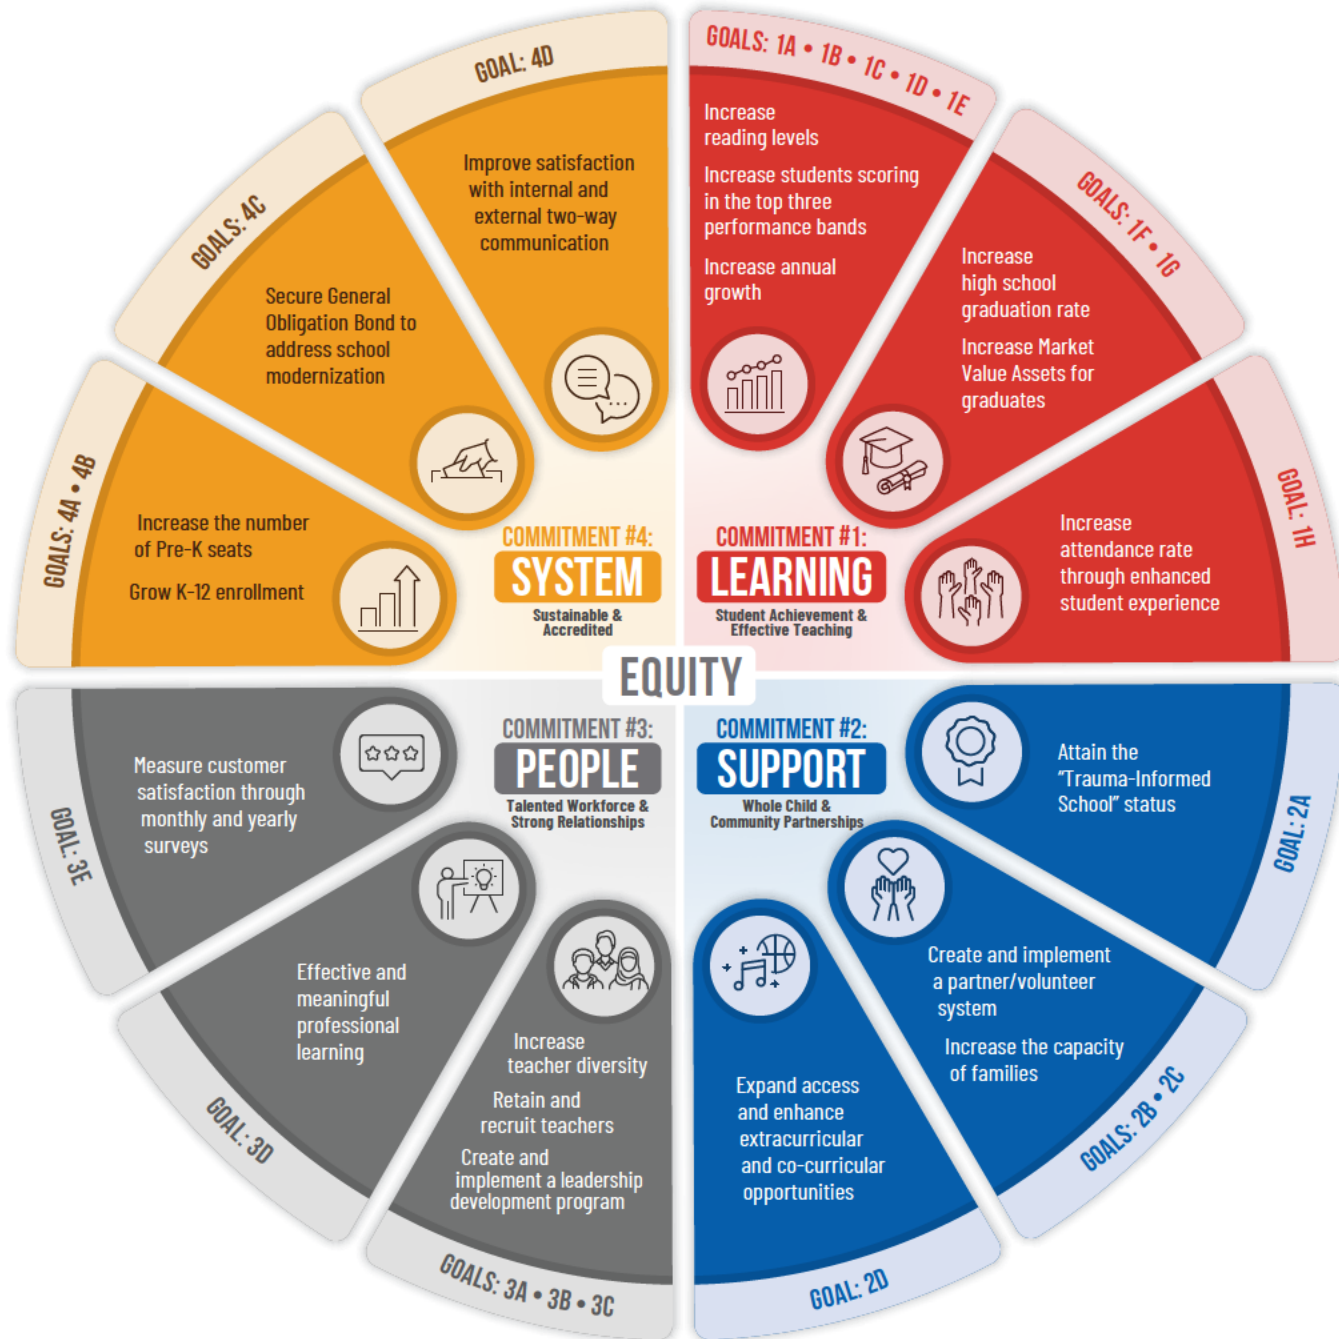 GOALS: 1A • 1B • 1C • 1D • 1E
Increase
reading levels
Increase students scoring
in the top three
performance bands
Increase annual
growth
GOALS: 1F • 1G
Increase
high school
graduation rate
Increase Market
Value Assets for
graduates
GOAL: 1H
Increase
attendance rate
through enhanced
student experience
COMMITMENT #1:
LEARNING
Student Achievement &
Effective Teaching
GOAL: 4D
Improve satisfaction
with internal and
external two-way
communication
GOALS: 4C
Secure General
Obligation Bond to
address school
modernization
GOALS: 4A • 4B
Increase the number
of Pre-K seats
Grow K-12 enrollment
COMMITMENT #4:
SYSTEM
Sustainable &
Accredited
EQUITY
COMMITMENT #3:
PEOPLE
Talented Workforce &
Strong Relationships
GOAL: 3E
Measure customer
satisfaction through
monthly and yearly
surveys
GOAL: 3D
Effective and
meaningful
professional
learning
Increase
teacher diversity
Retain and
recruit teachers
Create and
implement a leadership
development program
GOALS: 3A • 3B • 3C
COMMITMENT #2:
SUPPORT
Whole Child &
Community Partnerships
Attain the
“Trauma-Informed
School” status
GOAL: 2A
Create and implement
a partner/volunteer
system
Increase the capacity
of families
GOALS: 2B • 2C
Expand access
and enhance
extracurricular
and co-curricular
opportunities
GOAL: 2D